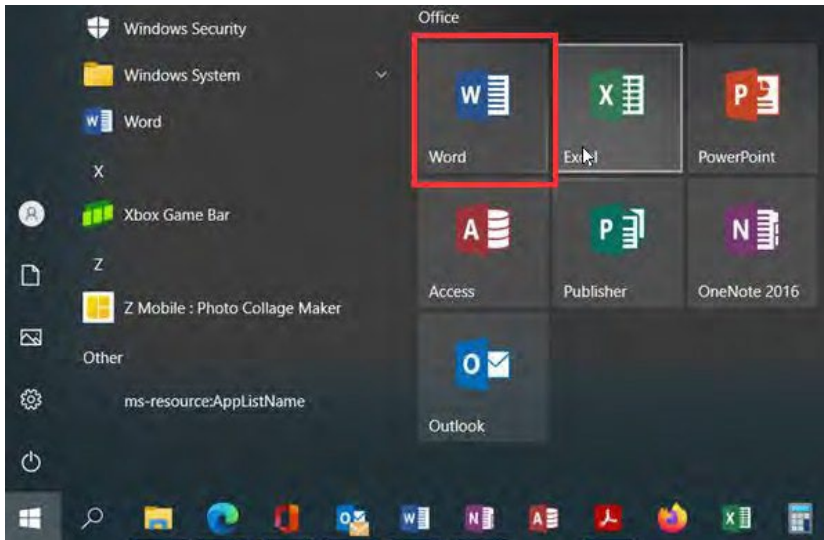 Windows Security
Windows System
Word
X
Xbox Game Bar
Z
Z Mobile : Photo Collage Maker
Other
ms-resource:AppListName
Office
Word
Excel
PowerPoint
Access
Publisher
OneNote 2016
Outlook